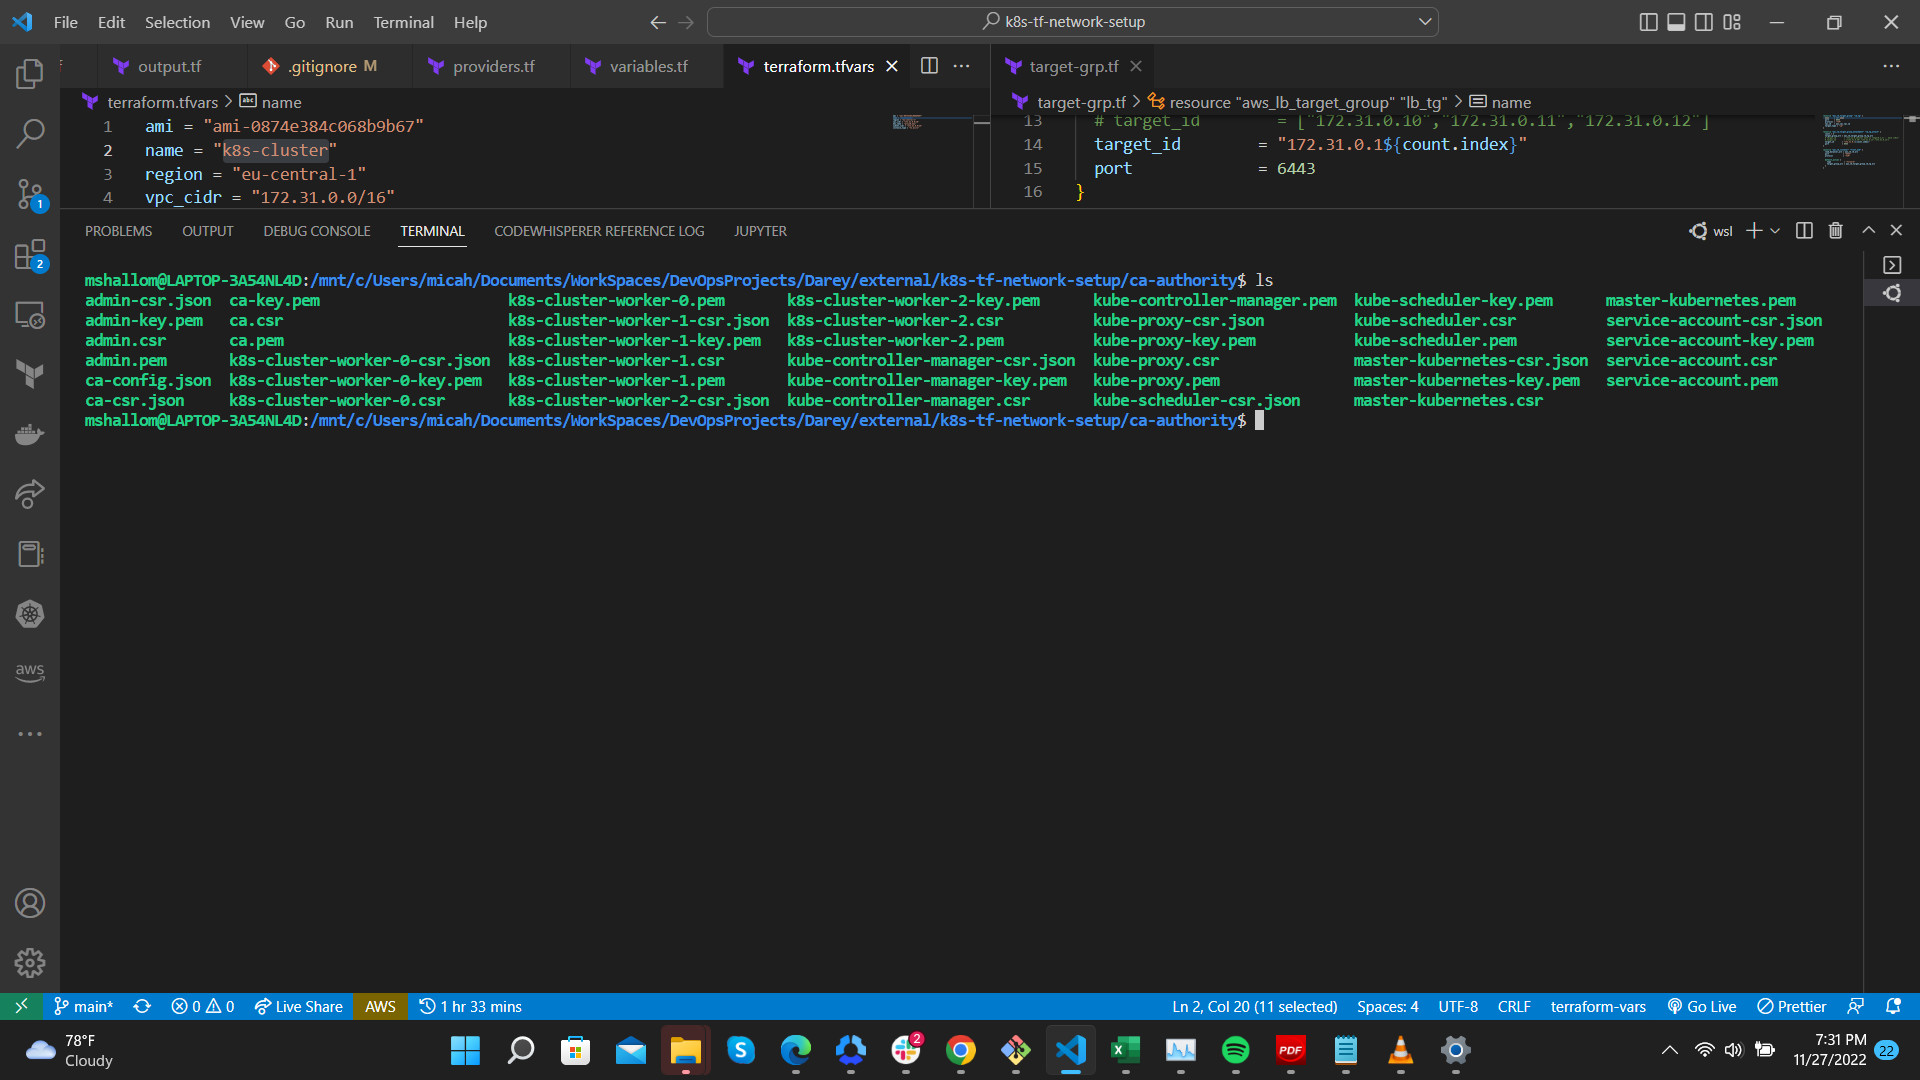 File Edit Selection View Go Run Terminal Help
k8s-tf-network-setup
output.tf .gitignore M providers.tf variables.tf terraform.tfvars
target-grp.tf
terraform.tfvars > name
1 ami = "ami-0874e384c068b9b67"
2 name = "k8s-cluster"
3 region = "eu-central-1"
4 vpc_cidr = "172.31.0.0/16"
target-grp.tf > resource "aws_lb_target_group" "lb_tg" > name
13 # target_id = ["172.31.0.10","172.31.0.11","172.31.0.12"]
14 target_id = "172.31.0.1${count.index}"
15 port = 6443
16 }
PROBLEMS OUTPUT DEBUG CONSOLE TERMINAL CODEWHISPERER REFERENCE LOG JUPYTER
wsl
mshallom@LAPTOP-3A54NL4D:/mnt/c/Users/micah/Documents/WorkSpaces/DevOpsProjects/Darey/external/k8s-tf-network-setup/ca-authority$ ls
admin-csr.json ca-key.pem k8s-cluster-worker-0.pem k8s-cluster-worker-2-key.pem kube-controller-manager.pem kube-scheduler-key.pem master-kubernetes.pem
admin-key.pem ca.csr k8s-cluster-worker-1-csr.json k8s-cluster-worker-2.csr kube-proxy-csr.json kube-scheduler.csr service-account-csr.json
admin.csr ca.pem k8s-cluster-worker-1-key.pem k8s-cluster-worker-2.pem kube-proxy-key.pem kube-scheduler.pem service-account-key.pem
admin.pem k8s-cluster-worker-0-csr.json k8s-cluster-worker-1.csr kube-controller-manager-csr.json kube-proxy.csr master-kubernetes-csr.json service-account.csr
ca-config.json k8s-cluster-worker-0-key.pem k8s-cluster-worker-1.pem kube-controller-manager-key.pem kube-proxy.pem master-kubernetes-key.pem service-account.pem
ca-csr.json k8s-cluster-worker-0.csr k8s-cluster-worker-2-csr.json kube-controller-manager.csr kube-scheduler-csr.json master-kubernetes.csr
mshallom@LAPTOP-3A54NL4D:/mnt/c/Users/micah/Documents/WorkSpaces/DevOpsProjects/Darey/external/k8s-tf-network-setup/ca-authority$
1
2
aws
main* 0 0 Live Share AWS 1 hr 33 mins
Ln 2, Col 20 (11 selected) Spaces: 4 UTF-8 CRLF terraform-vars Go Live Prettier
78°F
Cloudy
S
2
X
PDF
7:31 PM
11/27/2022
22